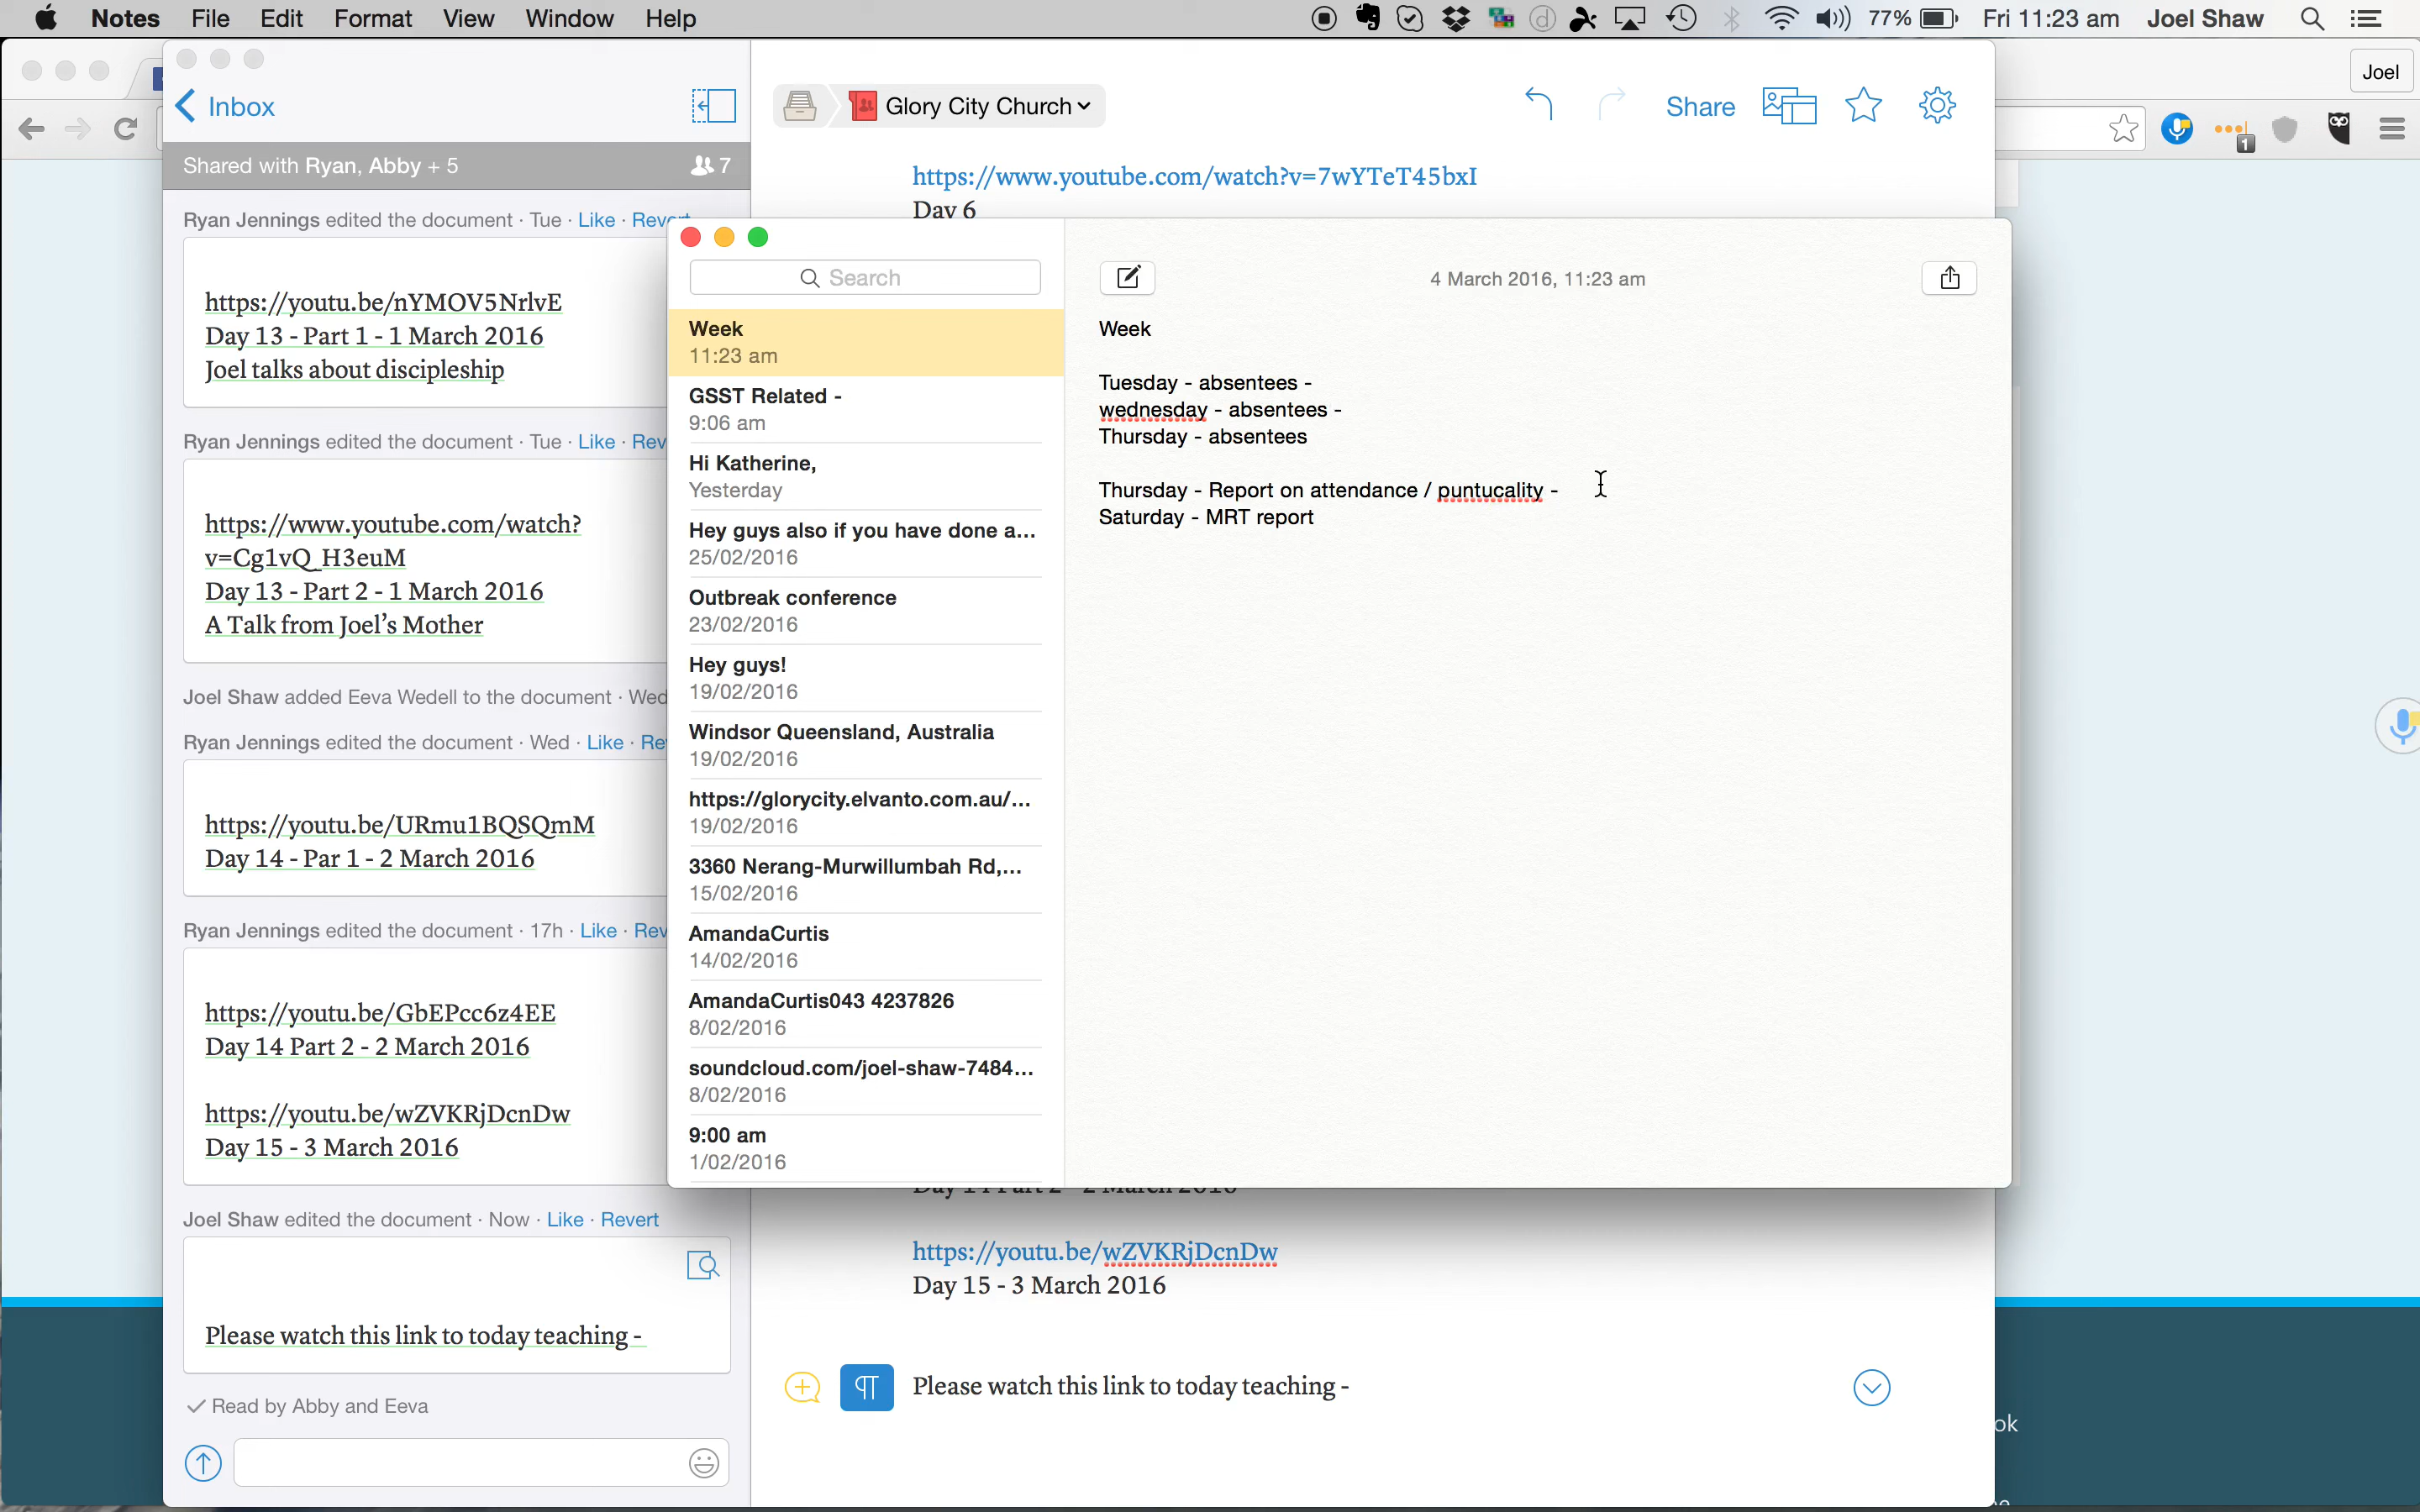 Notes File Edit Format View Window Help
77% Fri 11:23 am Joel Shaw
Joel
1
Inbox
Shared with Ryan, Abby + 5 7
Ryan Jennings edited the document · Tue · Like · Revert
https://youtu.be/nYMOV5NrlvE
Day 13 - Part 1 - 1 March 2016
Joel talks about discipleship
Ryan Jennings edited the document · Tue · Like · Rev
https://www.youtube.com/watch?
v=Cg1vQ_H3euM
Day 13 - Part 2 - 1 March 2016
A Talk from Joel's Mother
Joel Shaw added Eeva Wedell to the document · Wed
Ryan Jennings edited the document · Wed · Like · Re
https://youtu.be/URmu1BQSQmM
Day 14 - Par 1 - 2 March 2016
Ryan Jennings edited the document · 17h · Like · Rev
https://youtu.be/GbEPcc6z4EE
Day 14 Part 2 - 2 March 2016
https://youtu.be/wZVKRjDcnDw
Day 15 - 3 March 2016
Joel Shaw edited the document · Now · Like · Revert
Please watch this link to today teaching -
Read by Abby and Eeva
Glory City Church
Share
https://www.youtube.com/watch?v=7wYTeT45bxI
Day 6
Search
Week
11:23 am
GSST Related -
9:06 am
Hi Katherine,
Yesterday
Hey guys also if you have done a...
25/02/2016
Outbreak conference
23/02/2016
Hey guys!
19/02/2016
Windsor Queensland, Australia
19/02/2016
https://glorycity.elvanto.com.au/...
19/02/2016
3360 Nerang-Murwillumbah Rd,...
15/02/2016
AmandaCurtis
14/02/2016
AmandaCurtis043 4237826
8/02/2016
soundcloud.com/joel-shaw-7484...
8/02/2016
9:00 am
1/02/2016
4 March 2016, 11:23 am
Week
Tuesday - absentees -
wednesday - absentees -
Thursday - absentees
Thursday - Report on attendance / puntucality -
Saturday - MRT report
Day 14 Part 2 - 2 March 2016
https://youtu.be/wZVKRjDcnDw
Day 15 - 3 March 2016
Please watch this link to today teaching -
ok